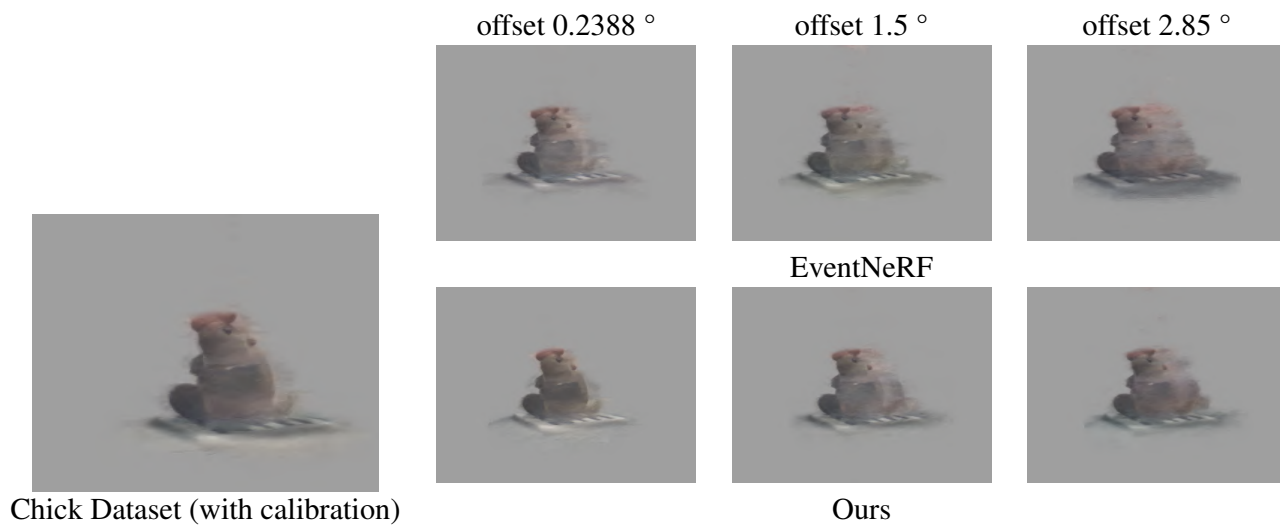 offset 0.2388 °
offset 1.5 °
offset 2.85 °
EventNeRF
Chick Dataset (with calibration)
Ours